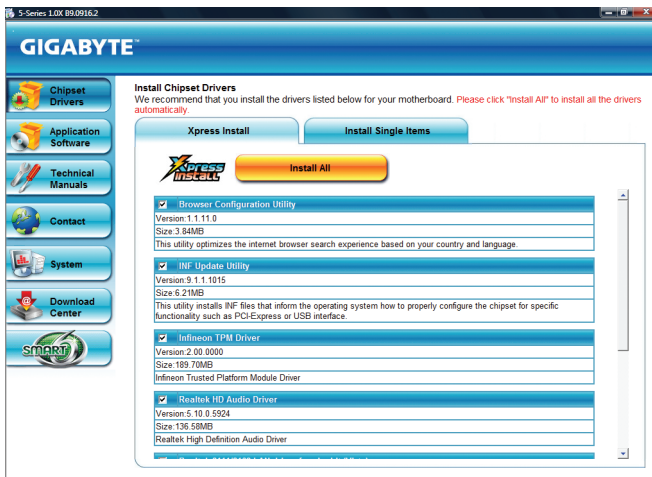 5-Series 1.0X B9.0916.2
GIGABYTE™
Chipset
Drivers
Application
Software
Technical
Manuals
Contact
System
Download
Center
SMART
Install Chipset Drivers
We recommend that you install the drivers listed below for your motherboard. Please click "Install All" to install all the drivers
automatically.
Xpress Install
Install Single Items
Xpress
Install
Install All
Browser Configuration Utility
Version:1.1.11.0
Size:3.84MB
This utility optimizes the internet browser search experience based on your country and language.
INF Update Utility
Version:9.1.1.1015
Size:6.21MB
This utility installs INF files that inform the operating system how to properly configure the chipset for specific
functionality such as PCI-Express or USB interface.
Infineon TPM Driver
Version:2.00.0000
Size:189.70MB
Infineon Trusted Platform Module Driver
Realtek HD Audio Driver
Version:5.10.0.5924
Size:136.58MB
Realtek High Definition Audio Driver